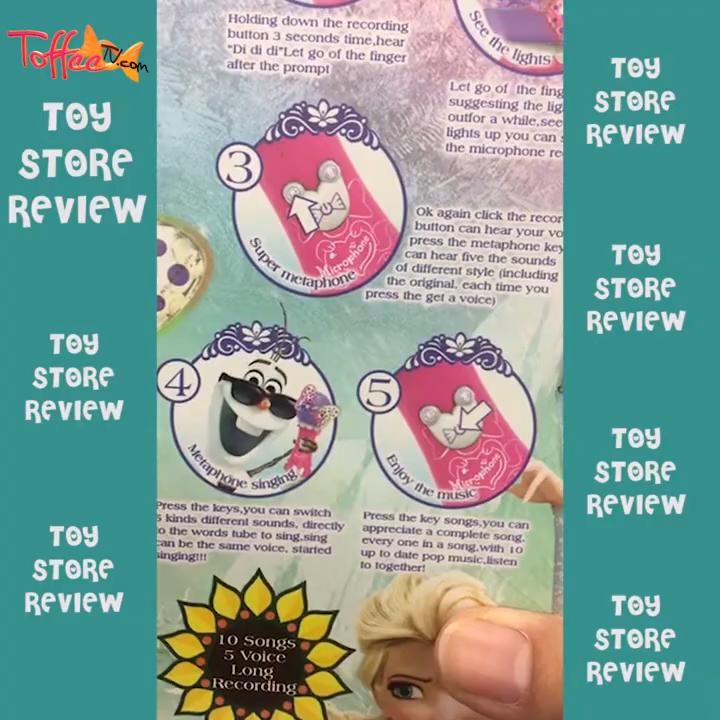 ToffeeTV.com
TOY
STORE
REVIEW
TOY
STORE
REVIEW
TOY
STORE
REVIEW
Holding down the recording
button 3 seconds time,hear
"Di di di"Let go of the finger
after the prompt
See the lights
Let go of the fing
suggesting the lig
outfor a while,see
lights up you can
the microphone re
3
Microphone
Super metaphone
Ok again click the recor
button can hear your vo
press the metaphone key
can hear five the sounds
of different style (including
the original, each time you
press the get a voice)
4
Metaphone singing
Press the keys,you can switch
5 kinds different sounds, directly
to the words tube to sing,sing
can be the same voice, started
singing!!!
5
Microphone
Enjoy the music
Press the key songs,you can
appreciate a complete song,
every one in a song,with 10
up to date pop music,listen
to together!
10 Songs
5 Voice
Long
Recording
TOY
STORE
REVIEW
TOY
STORE
REVIEW
TOY
STORE
REVIEW
TOY
STORE
REVIEW